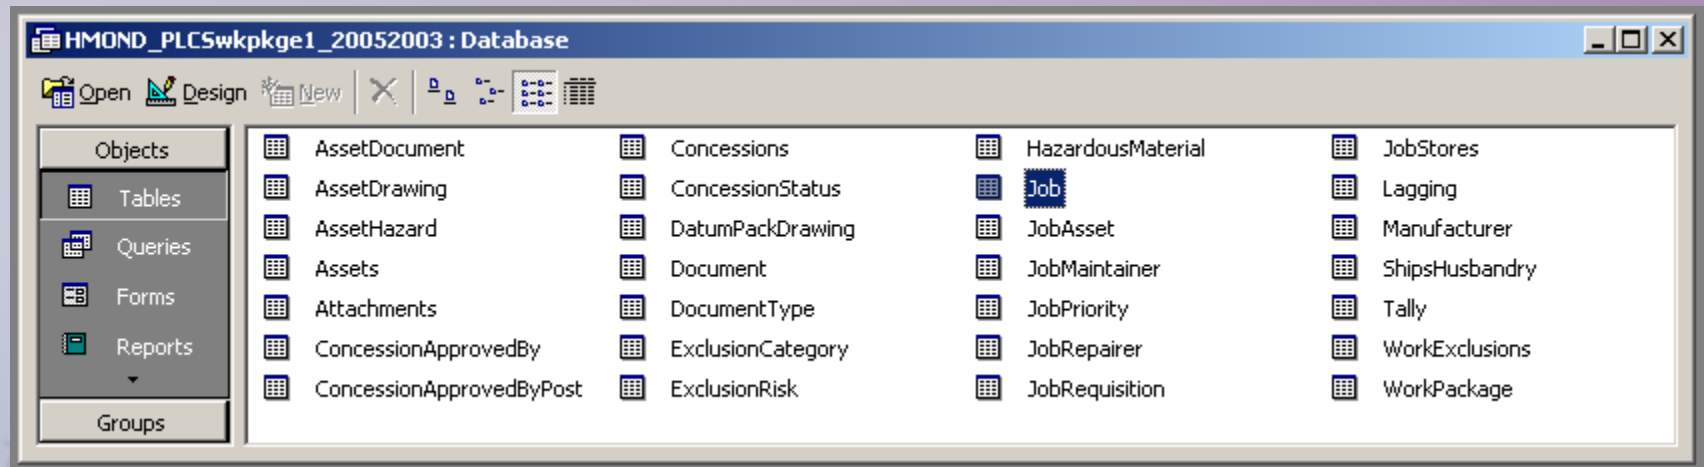 HMOND_PLCSwkpkge1_20052003 : Database
Open Design New
Objects
Tables
Queries
Forms
Reports
Groups
AssetDocument
AssetDrawing
AssetHazard
Assets
Attachments
ConcessionApprovedBy
ConcessionApprovedByPost
Concessions
ConcessionStatus
DatumPackDrawing
Document
DocumentType
ExclusionCategory
ExclusionRisk
HazardousMaterial
Job
JobAsset
JobMaintainer
JobPriority
JobRepairer
JobRequisition
JobStores
Lagging
Manufacturer
ShipsHusbandry
Tally
WorkExclusions
WorkPackage